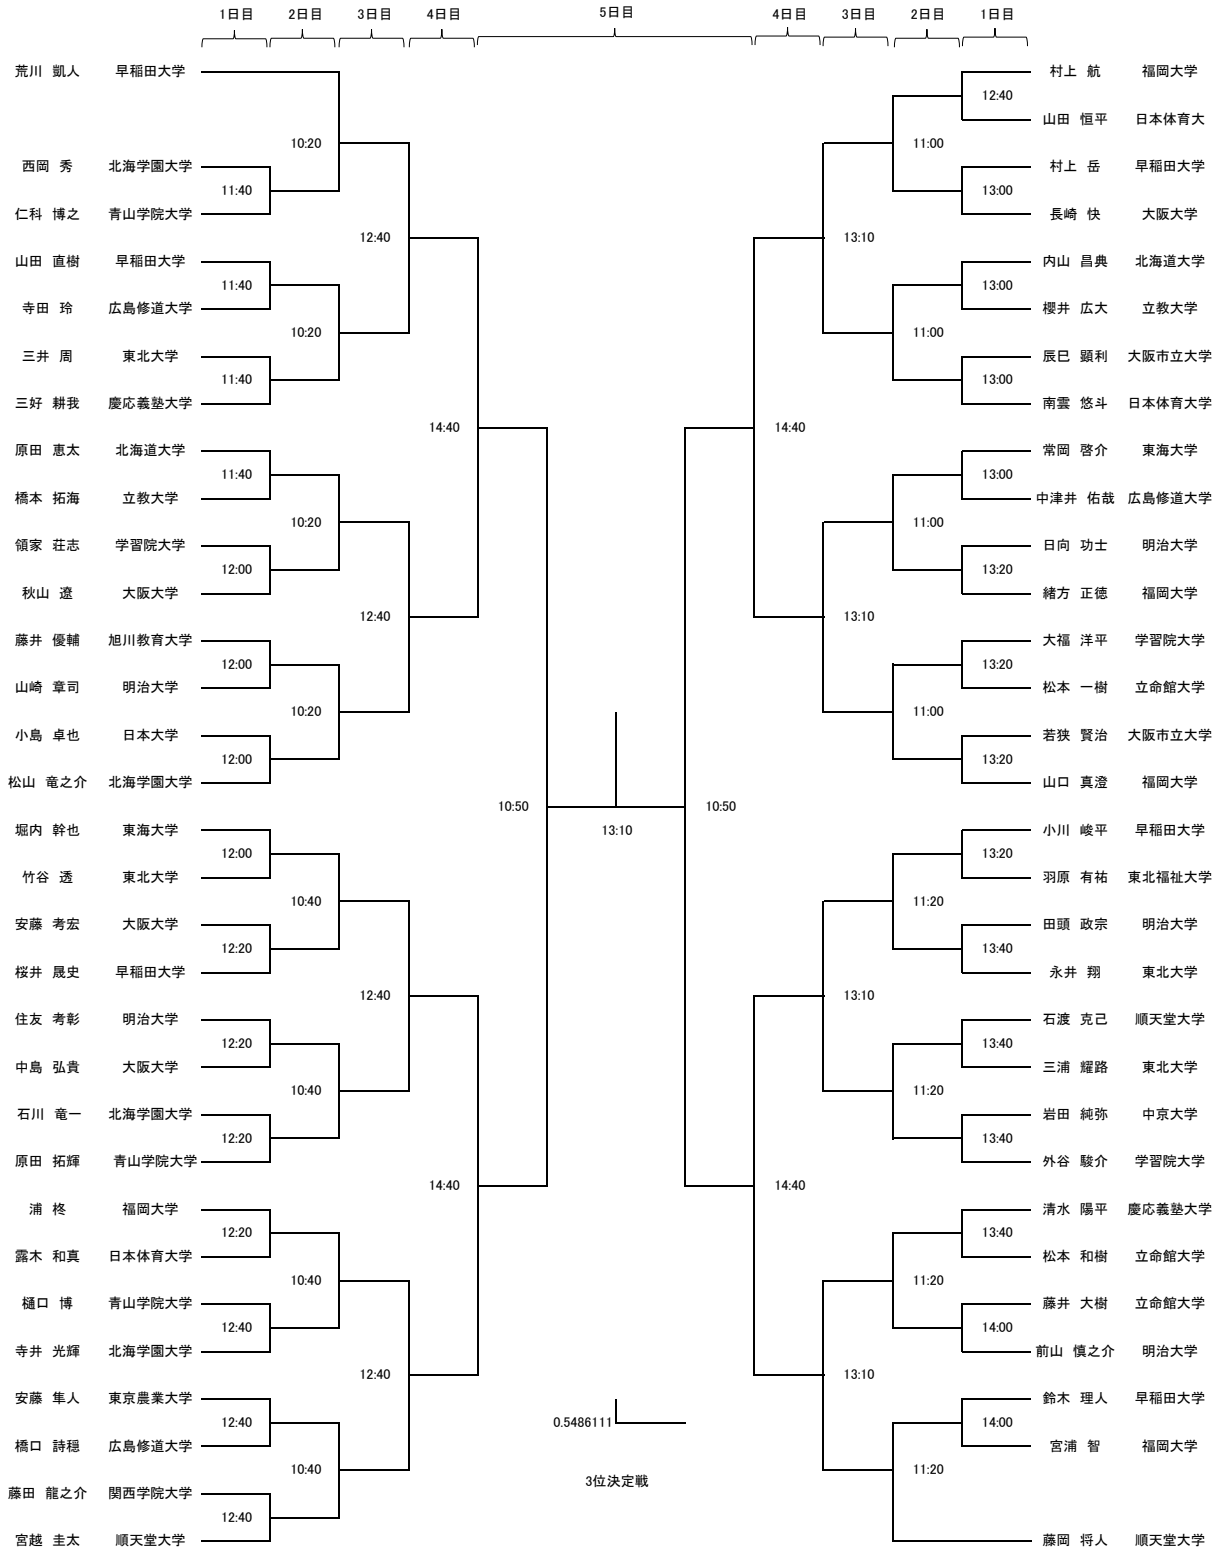 1日目 2日目 3日目 4日目 5日目 4日目 3日目 2日目 1日目
荒川 凱人 早稲田大学 村上 航 福岡大学
12:40
山田 恒平 日本体育大
10:20 11:00
西岡 秀 北海学園大学 村上 岳 早稲田大学
11:40 13:00
仁科 博之 青山学院大学 長崎 快 大阪大学
12:40 13:10
山田 直樹 早稲田大学 内山 昌典 北海道大学
11:40 13:00
寺田 玲 広島修道大学 櫻井 広大 立教大学
10:20 11:00
三井 周 東北大学 辰巳 顕利 大阪市立大学
11:40 13:00
三好 耕我 慶応義塾大学 南雲 悠斗 日本体育大学
14:40 14:40
原田 恵太 北海道大学 常岡 啓介 東海大学
11:40 13:00
橋本 拓海 立教大学 中津井 佑哉 広島修道大学
10:20 11:00
領家 荘志 学習院大学 日向 功士 明治大学
12:00 13:20
秋山 遼 大阪大学 緒方 正徳 福岡大学
12:40 13:10
藤井 優輔 旭川教育大学 大福 洋平 学習院大学
12:00 13:20
山崎 章司 明治大学 松本 一樹 立命館大学
10:20 11:00
小島 卓也 日本大学 若狭 賢治 大阪市立大学
12:00 13:20
松山 竜之介 北海学園大学 山口 真澄 福岡大学
10:50 10:50
堀内 幹也 東海大学 13:10 小川 峻平 早稲田大学
12:00 13:20
竹谷 透 東北大学 羽原 有祐 東北福祉大学
10:40 11:20
安藤 考宏 大阪大学 田頭 政宗 明治大学
12:20 13:40
桜井 晟史 早稲田大学 永井 翔 東北大学
12:40 13:10
住友 考彰 明治大学 石渡 克己 順天堂大学
12:20 13:40
中島 弘貴 大阪大学 三浦 耀路 東北大学
10:40 11:20
石川 竜一 北海学園大学 岩田 純弥 中京大学
12:20 13:40
原田 拓輝 青山学院大学 外谷 駿介 学習院大学
14:40 14:40
浦 柊 福岡大学 清水 陽平 慶応義塾大学
12:20 13:40
露木 和真 日本体育大学 松本 和樹 立命館大学
10:40 11:20
樋口 博 青山学院大学 藤井 大樹 立命館大学
12:40 14:00
寺井 光輝 北海学園大学 前山 慎之介 明治大学
12:40 13:10
安藤 隼人 東京農業大学 鈴木 理人 早稲田大学
12:40 0.5486111 14:00
橋口 詩穏 広島修道大学 宮浦 智 福岡大学
10:40 11:20
3位決定戦
藤田 龍之介 関西学院大学
12:40
宮越 圭太 順天堂大学 藤岡 将人 順天堂大学